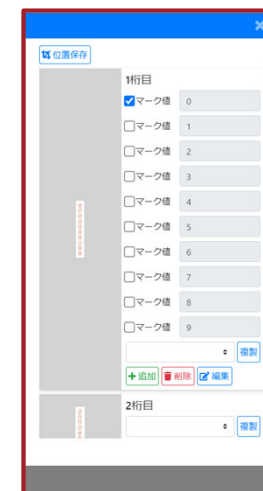 位置保存
1桁目
マーク値 0
マーク値 1
マーク値 2
マーク値 3
マーク値 4
マーク値 5
マーク値 6
マーク値 7
マーク値 8
マーク値 9
複製
追加 削除 編集
2桁目
複製